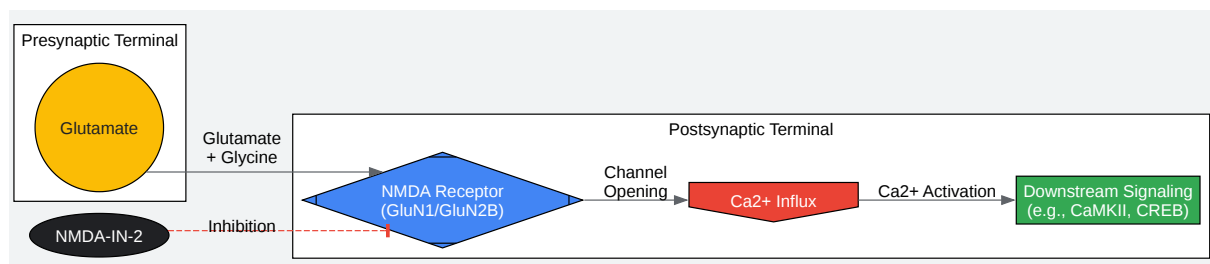 Presynaptic Terminal
Glutamate
Glutamate
+ Glycine
Postsynaptic Terminal
NMDA Receptor
(GluN1/GluN2B)
Channel
Opening
Ca2+ Influx
Ca2+ Activation
Downstream Signaling
(e.g., CaMKII, CREB)
NMDA-IN-2
Inhibition